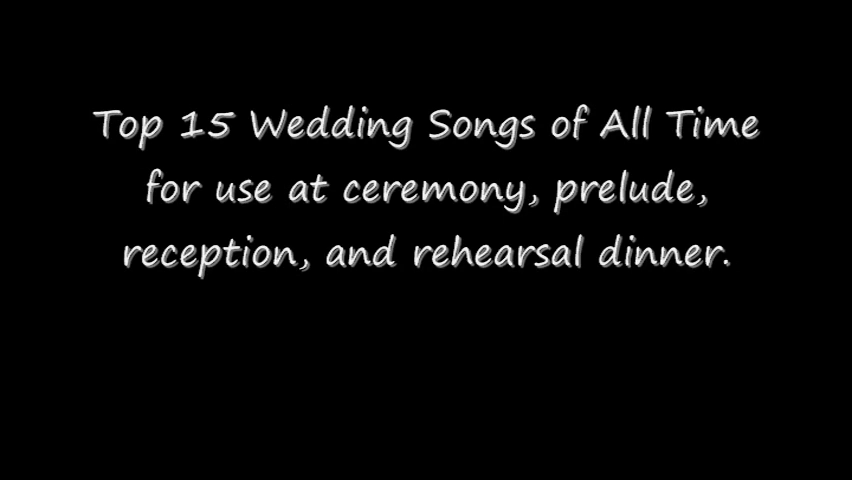 Top 15 Wedding Songs of All Time
for use at ceremony, prelude,
reception, and rehearsal dinner.